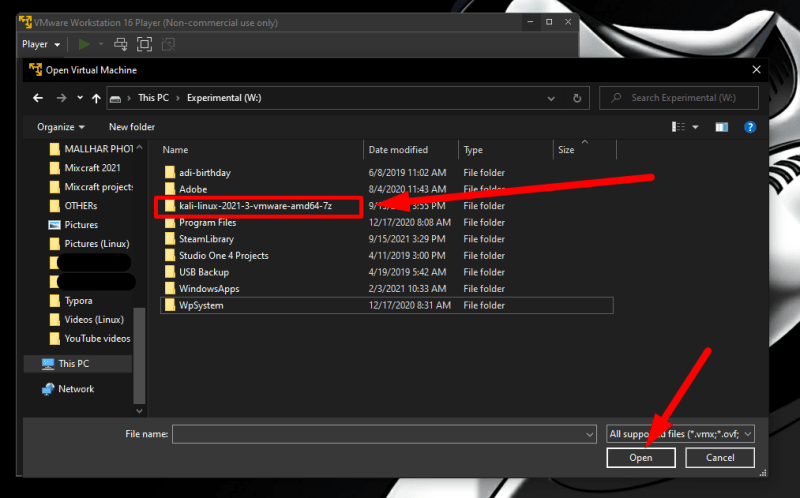 VMware Workstation 16 Player (Non-commercial use only)
Player
Open Virtual Machine
This PC > Experimental (W:)
Search Experimental (W:)
Organize
New folder
Name Date modified Type Size
MALLHAR PHOT
Mixcraft 2021
Mixcraft projects
OTHERs
Pictures
Pictures (Linux)
Typora
Videos (Linux)
YouTube videos
This PC
Network
adi-birthday 6/8/2019 11:02 AM File folder
Adobe 8/4/2020 11:43 AM File folder
kali-linux-2021-3-vmware-amd64-7z 3:55 PM File folder
Program Files 12/17/2020 8:08 AM File folder
SteamLibrary 9/15/2021 3:29 PM File folder
Studio One 4 Projects 4/11/2019 3:00 PM File folder
USB Backup 4/19/2019 5:42 AM File folder
WindowsApps 2/3/2021 10:33 AM File folder
WpSystem 12/17/2020 8:31 AM File folder
File name:
All supported files (*.vmx;*.ovf;
Open
Cancel